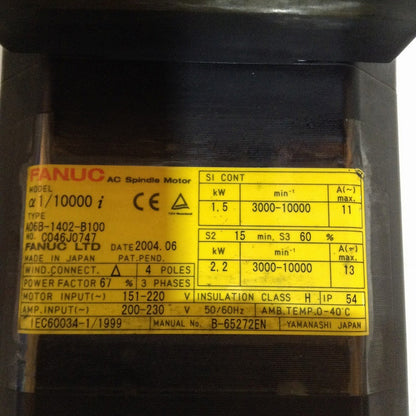 FANUC AC Spindle Motor
MODEL
α1/10000 i
TYPE
A06B-1402-B100
NO. C046J0747
FANUC LTD DATE 2004.06
MADE IN JAPAN PAT.PEND.
WIND.CONNECT. Δ 4 POLES
POWER FACTOR 67 % 3 PHASES
MOTOR INPUT(~) 151-220 V INSULATION CLASS H IP 54
AMP.INPUT(~) 200-230 V 50/60Hz AMB.TEMP.0-40°C
IEC60034-1/1999 MANUAL No. B-65272EN YAMANASHI JAPAN
CE
S1 CONT
kW min⁻¹ A(~) max.
1.5 3000-10000 11
S2 15 min, S3 60 %
kW min⁻¹ A(~) max.
2.2 3000-10000 13